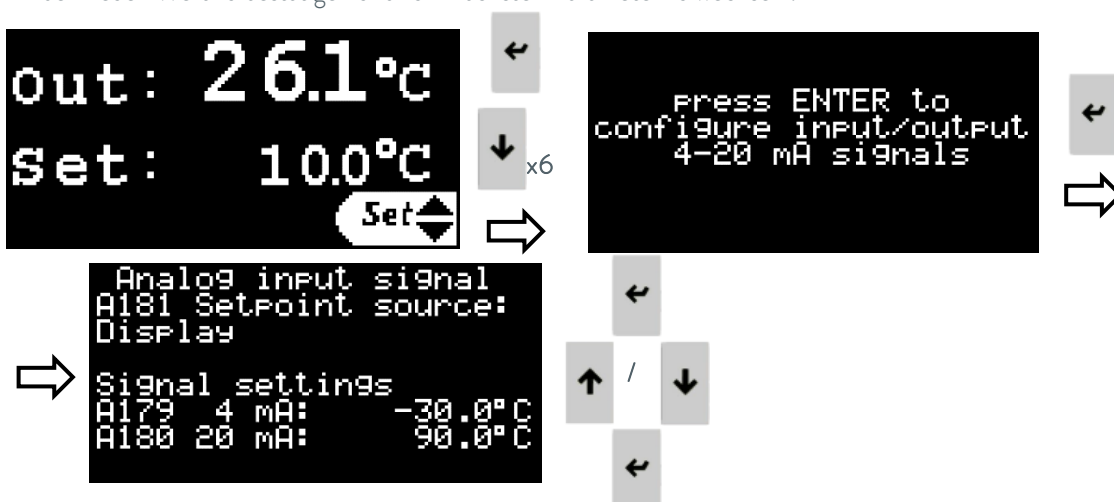 out: 26.1°C
Set: 10.0°C
Set
x6
press ENTER to
configure input/output
4-20 mA signals
Analog input signal
A181 Setpoint source:
Display
Signal settings
A179 4 mA: -30.0°C
A180 20 mA: 90.0°C
/